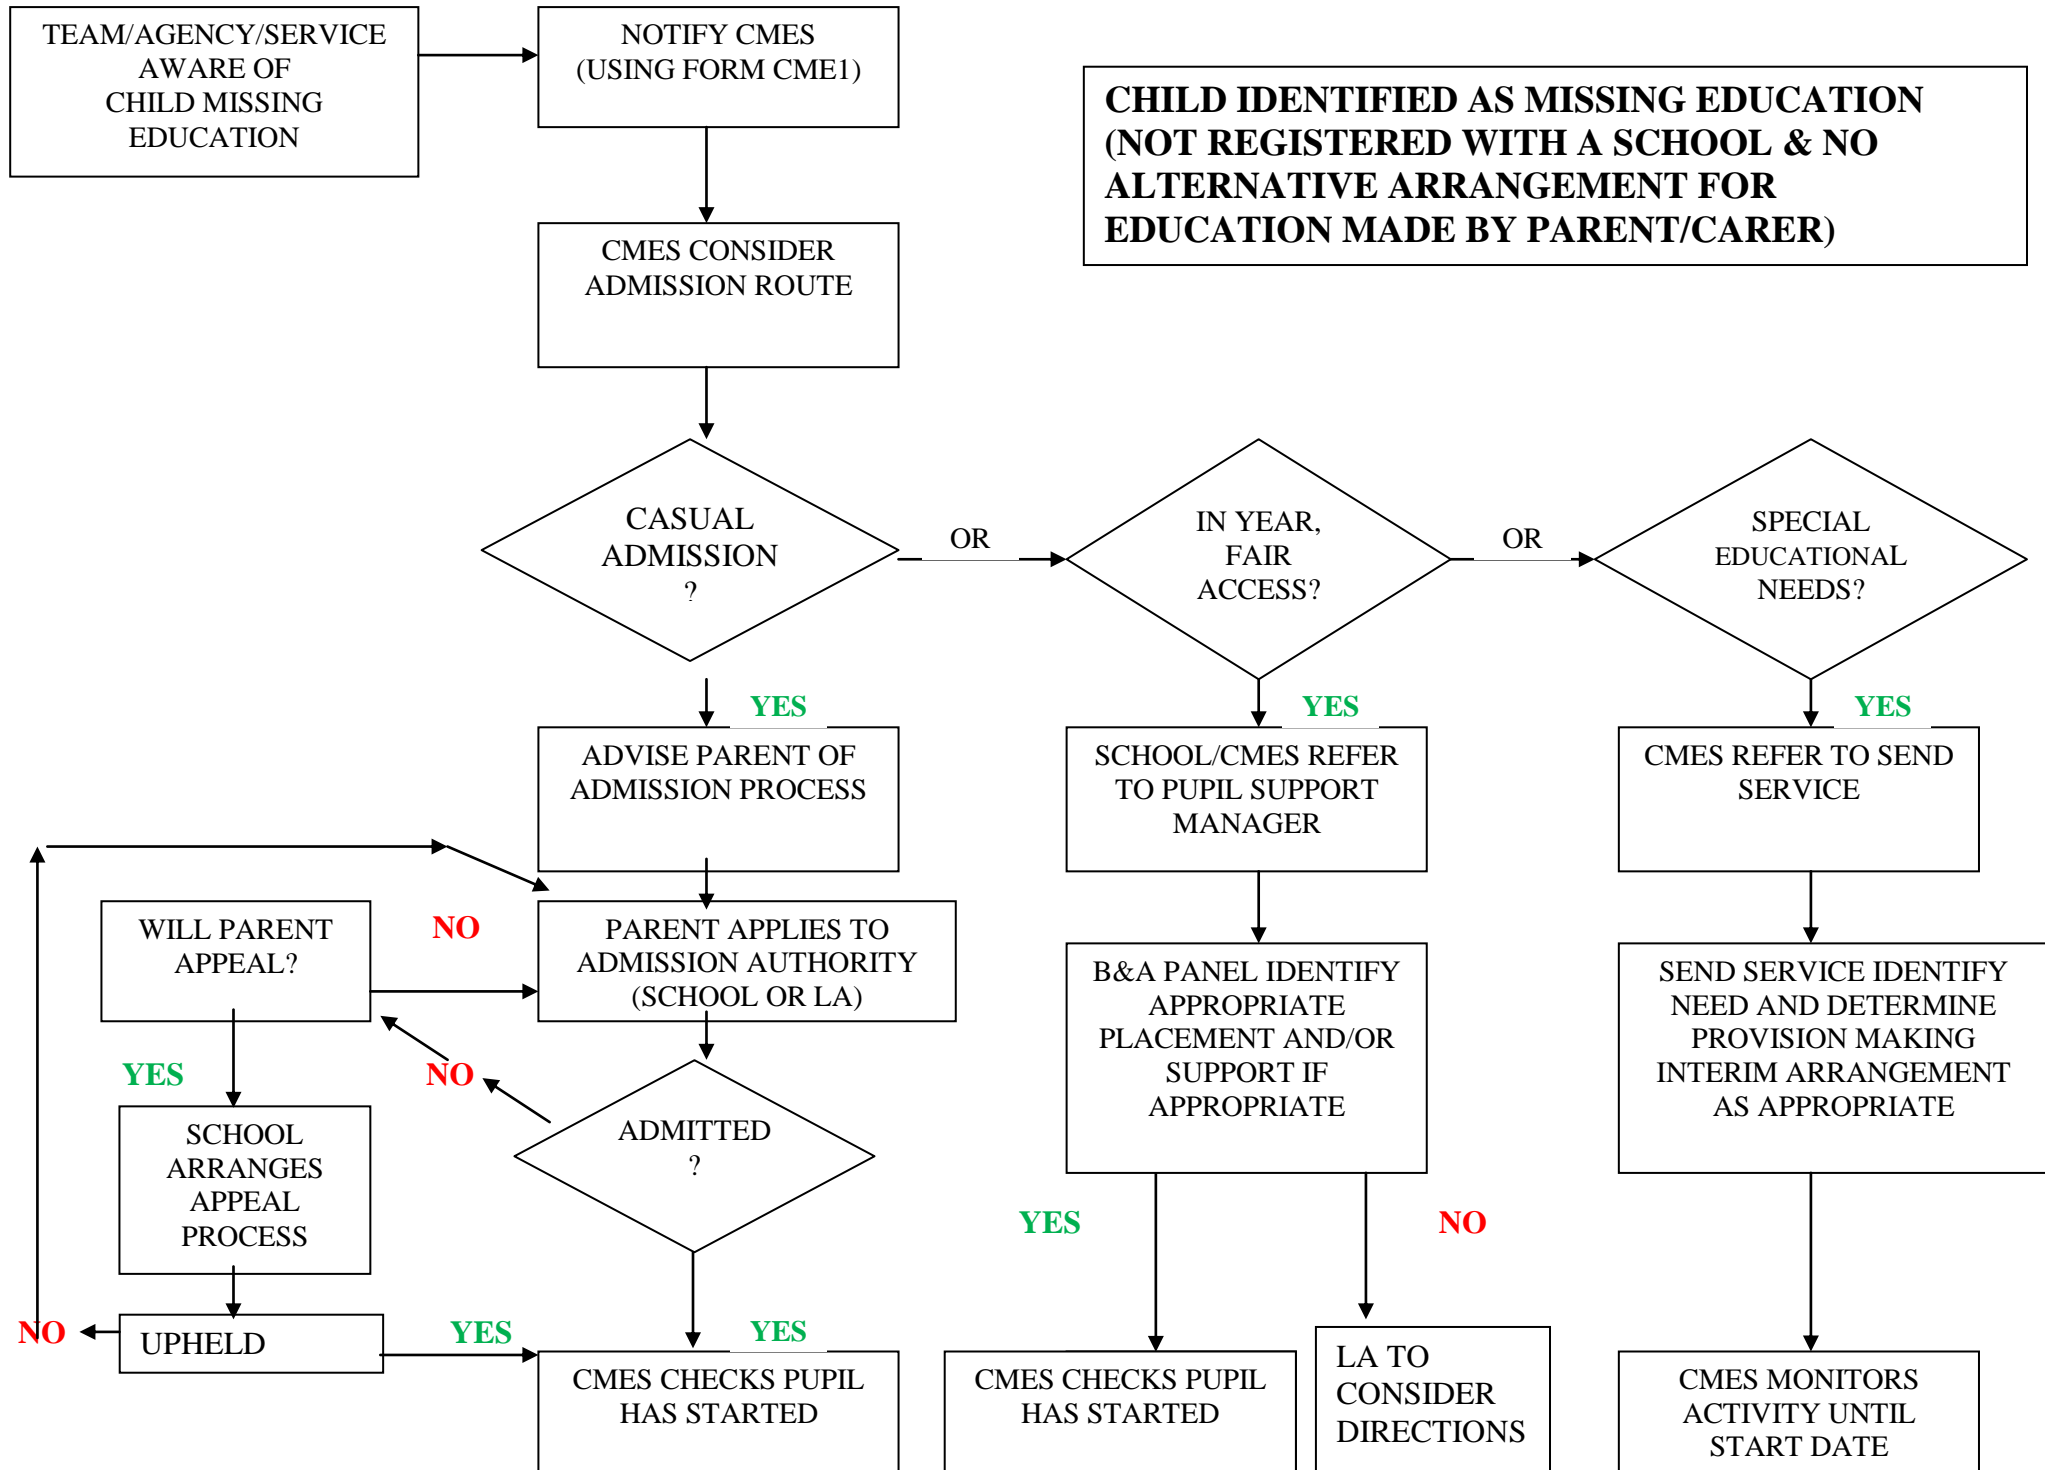 TEAM/AGENCY/SERVICE
AWARE OF
CHILD MISSING
EDUCATION
NOTIFY CMES
(USING FORM CME1)
CHILD IDENTIFIED AS MISSING EDUCATION
(NOT REGISTERED WITH A SCHOOL & NO
ALTERNATIVE ARRANGEMENT FOR
EDUCATION MADE BY PARENT/CARER)
CMES CONSIDER
ADMISSION ROUTE
CASUAL
ADMISSION
?
OR
IN YEAR,
FAIR
ACCESS?
OR
SPECIAL
EDUCATIONAL
NEEDS?
YES
YES
YES
ADVISE PARENT OF
ADMISSION PROCESS
SCHOOL/CMES REFER
TO PUPIL SUPPORT
MANAGER
CMES REFER TO SEND
SERVICE
WILL PARENT
APPEAL?
NO
PARENT APPLIES TO
ADMISSION AUTHORITY
(SCHOOL OR LA)
B&A PANEL IDENTIFY
APPROPRIATE
PLACEMENT AND/OR
SUPPORT IF
APPROPRIATE
SEND SERVICE IDENTIFY
NEED AND DETERMINE
PROVISION MAKING
INTERIM ARRANGEMENT
AS APPROPRIATE
YES
NO
SCHOOL
ARRANGES
APPEAL
PROCESS
ADMITTED
?
YES
NO
NO
UPHELD
YES
YES
CMES CHECKS PUPIL
HAS STARTED
CMES CHECKS PUPIL
HAS STARTED
LA TO
CONSIDER
DIRECTIONS
CMES MONITORS
ACTIVITY UNTIL
START DATE